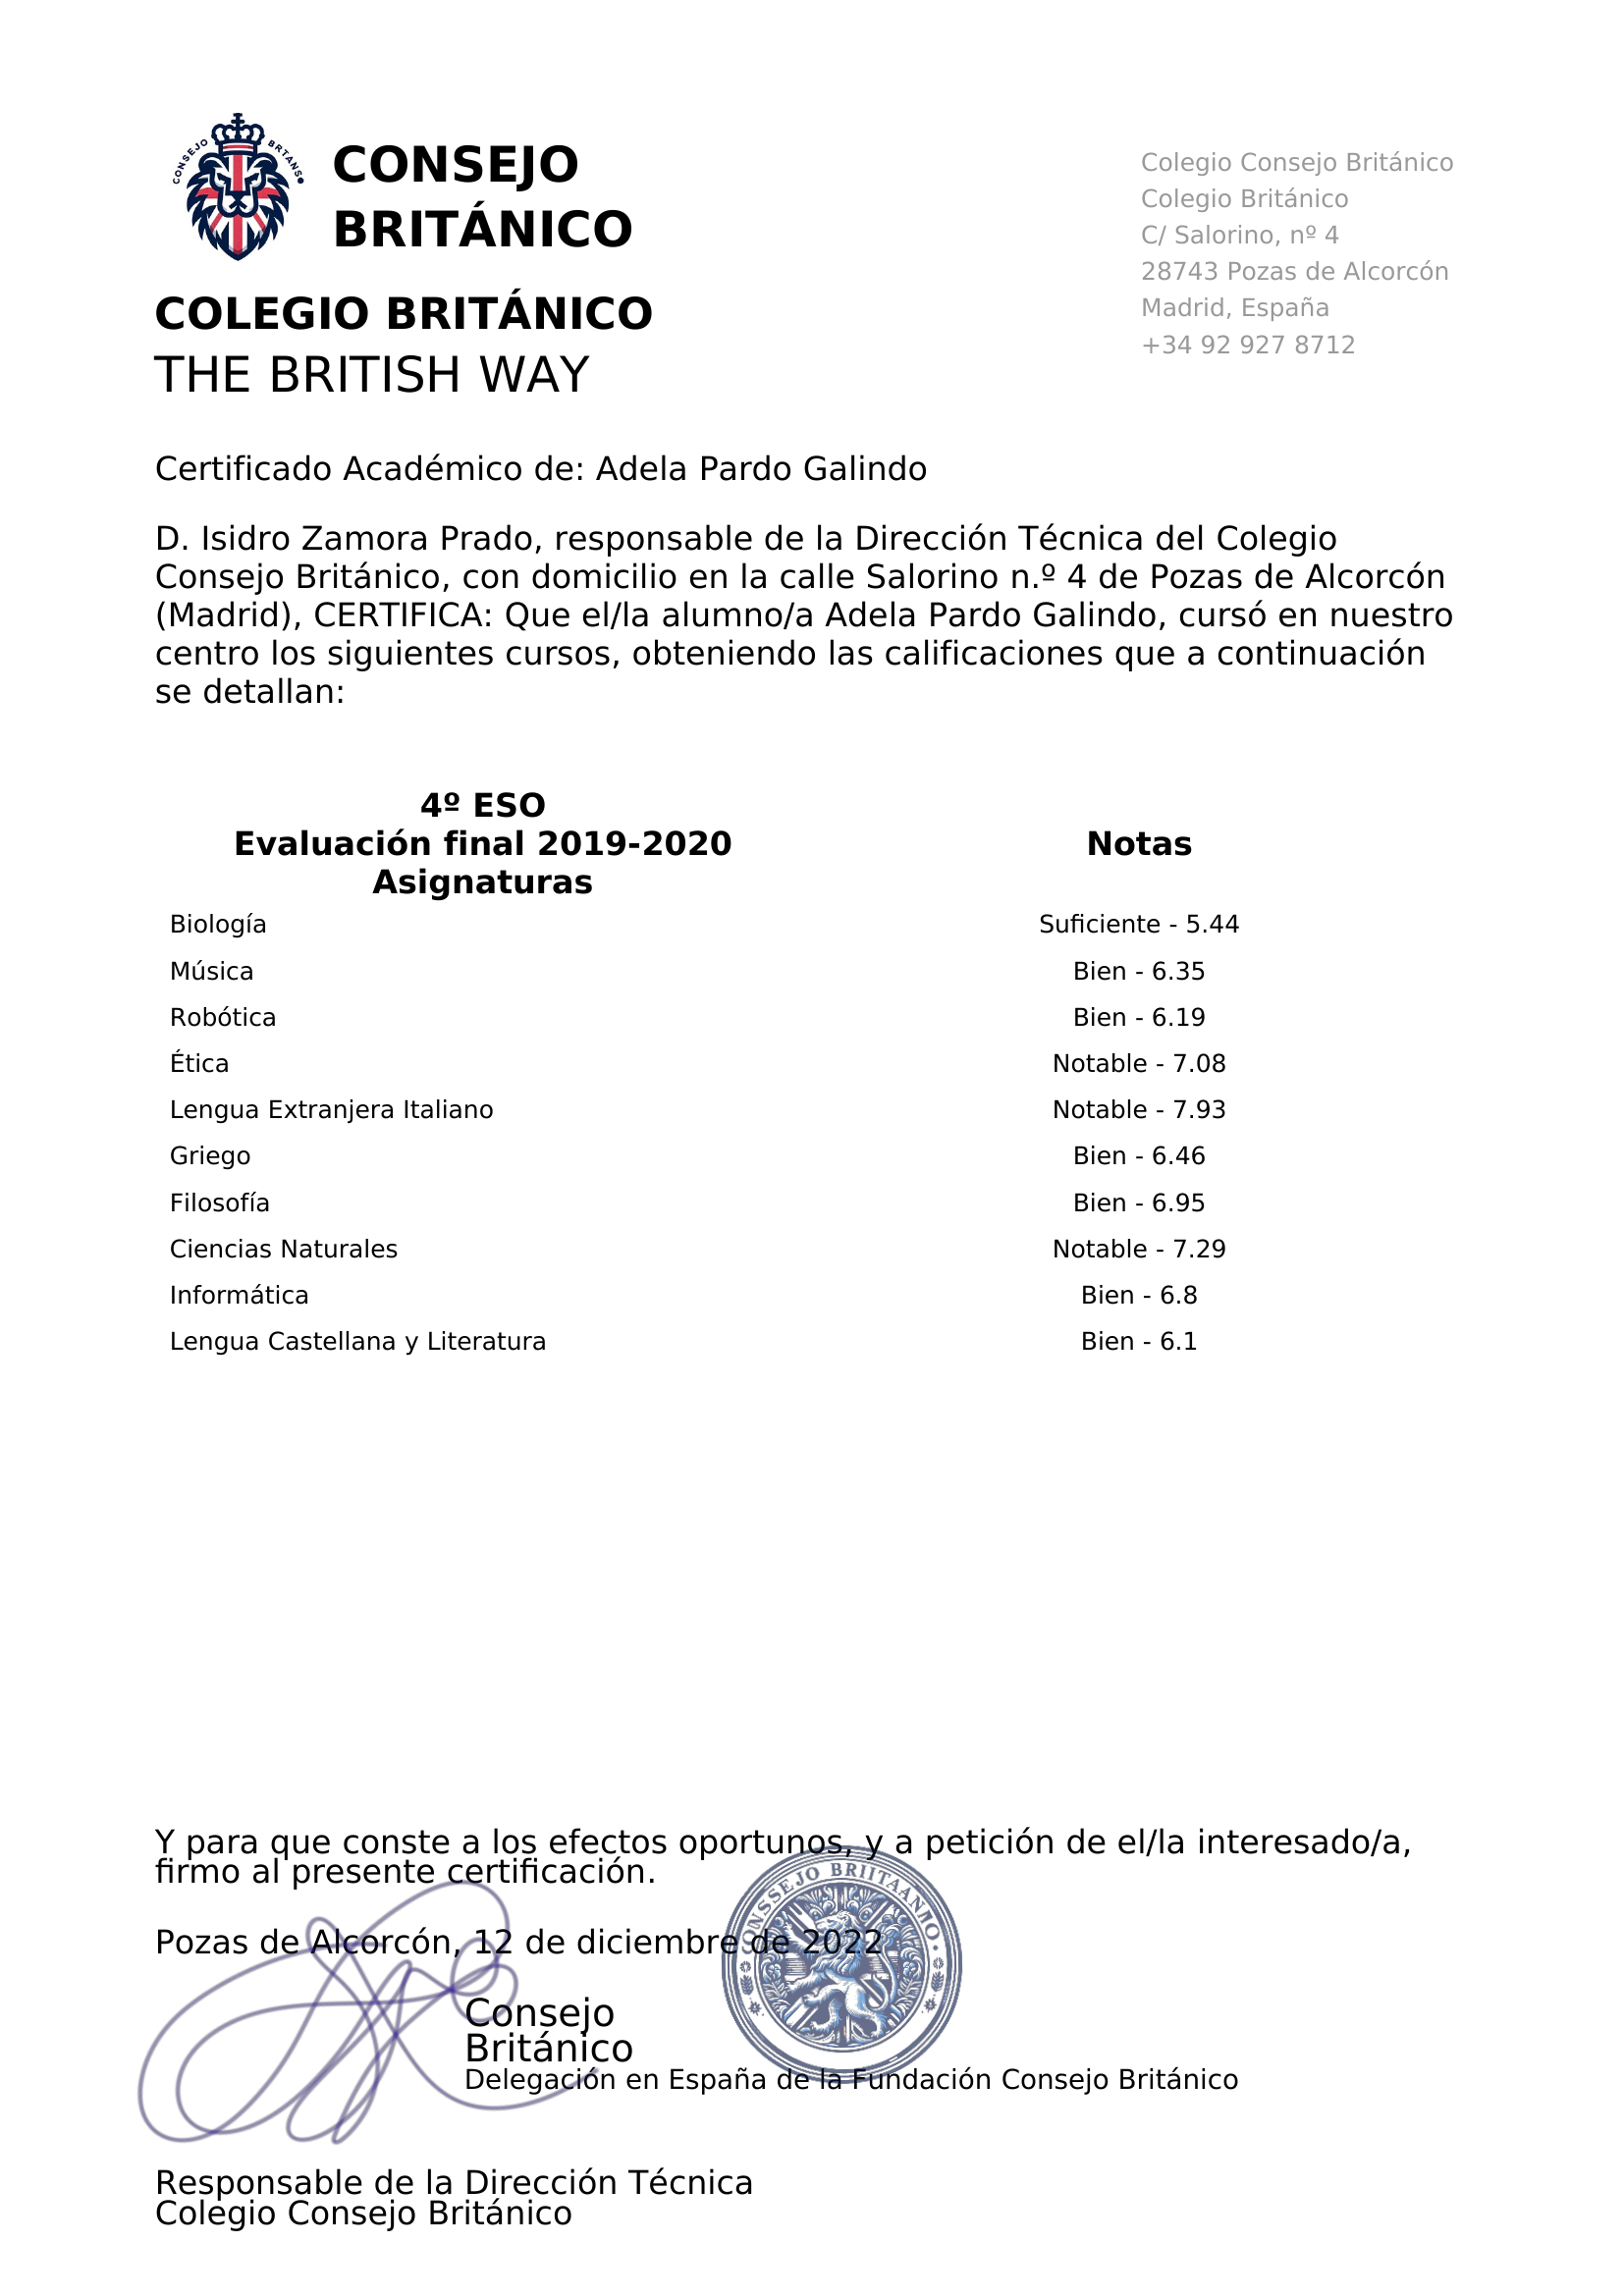 CONSEJO BRTANS
CONSEJO
BRITÁNICO
COLEGIO BRITÁNICO
THE BRITISH WAY
Colegio Consejo Británico
Colegio Británico
C/ Salorino, nº 4
28743 Pozas de Alcorcón
Madrid, España
+34 92 927 8712
Certificado Académico de: Adela Pardo Galindo
D. Isidro Zamora Prado, responsable de la Dirección Técnica del Colegio
Consejo Británico, con domicilio en la calle Salorino n.º 4 de Pozas de Alcorcón
(Madrid), CERTIFICA: Que el/la alumno/a Adela Pardo Galindo, cursó en nuestro
centro los siguientes cursos, obteniendo las calificaciones que a continuación
se detallan:
4º ESO
Evaluación final 2019-2020 Notas
Asignaturas
Biología Suficiente - 5.44
Música Bien - 6.35
Robótica Bien - 6.19
Ética Notable - 7.08
Lengua Extranjera Italiano Notable - 7.93
Griego Bien - 6.46
Filosofía Bien - 6.95
Ciencias Naturales Notable - 7.29
Informática Bien - 6.8
Lengua Castellana y Literatura Bien - 6.1
Y para que conste a los efectos oportunos, y a petición de el/la interesado/a,
firmo al presente certificación.
CONSSEJO BRIITAANNO.
Pozas de Alcorcón, 12 de diciembre de 2022
Consejo
Británico
Delegación en España de la Fundación Consejo Británico
Responsable de la Dirección Técnica
Colegio Consejo Británico